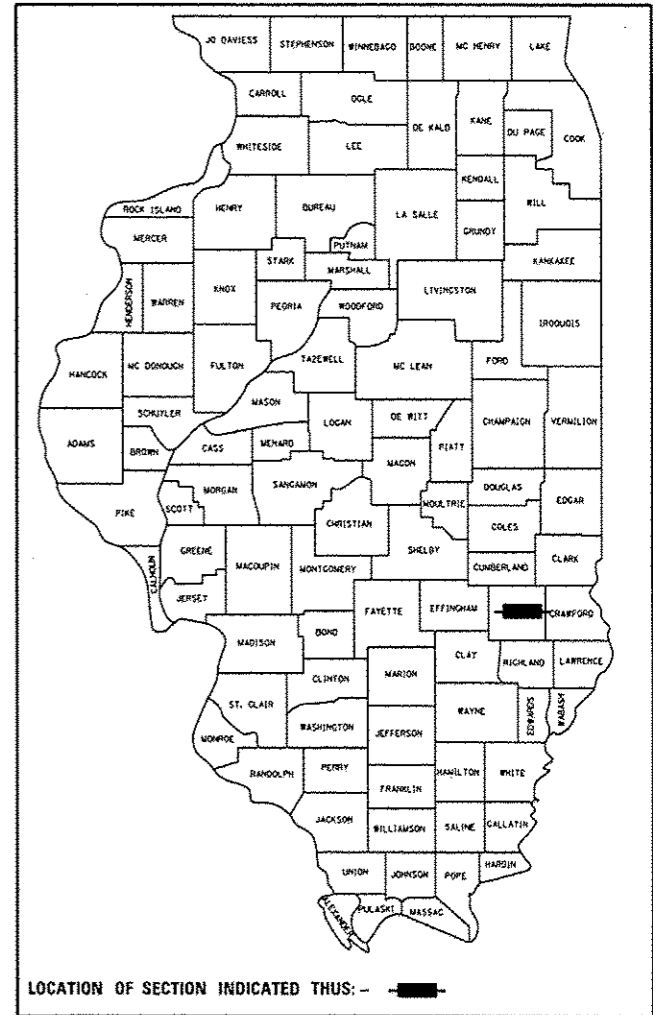 JO DAVIESS STEPHENSON WINNEBAGO BOONE MC HENRY LAKE
CARROLL OGLE DE KALB KANE DU PAGE COOK
WHITESIDE LEE KENDALL WILL
ROCK ISLAND HENRY BUREAU LA SALLE GRUNDY
MERCER PUTNAM KANKAKEE
STARK MARSHALL
HENDERSON WARREN KNOX PEORIA WOODFORD LIVINGSTON IROQUOIS
HANCOCK MC DONOUGH FULTON TAZEWELL MC LEAN FORD
SCHUYLER MASON LOGAN DE WITT CHAMPAIGN VERMILION
ADAMS BROWN CASS MENARD MACON PIATT
PIKE SCOTT MORGAN SANGAMON MOULTRIE DOUGLAS EDGAR
CHRISTIAN COLES
CALHOUN GREENE MACOUPIN MONTGOMERY SHELBY CUMBERLAND CLARK
JERSEY FAYETTE EFFINGHAM CRAWFORD
MADISON BOND CLAY RICHLAND LAWRENCE
CLINTON MARION
ST. CLAIR WAYNE EDWARDS WABASH
MONROE WASHINGTON JEFFERSON
RANDOLPH PERRY HAMILTON WHITE
FRANKLIN
JACKSON WILLIAMSON SALINE GALLATIN
UNION JOHNSON POPE HARDIN
ALEXANDER PULASKI MASSAC
LOCATION OF SECTION INDICATED THUS: -